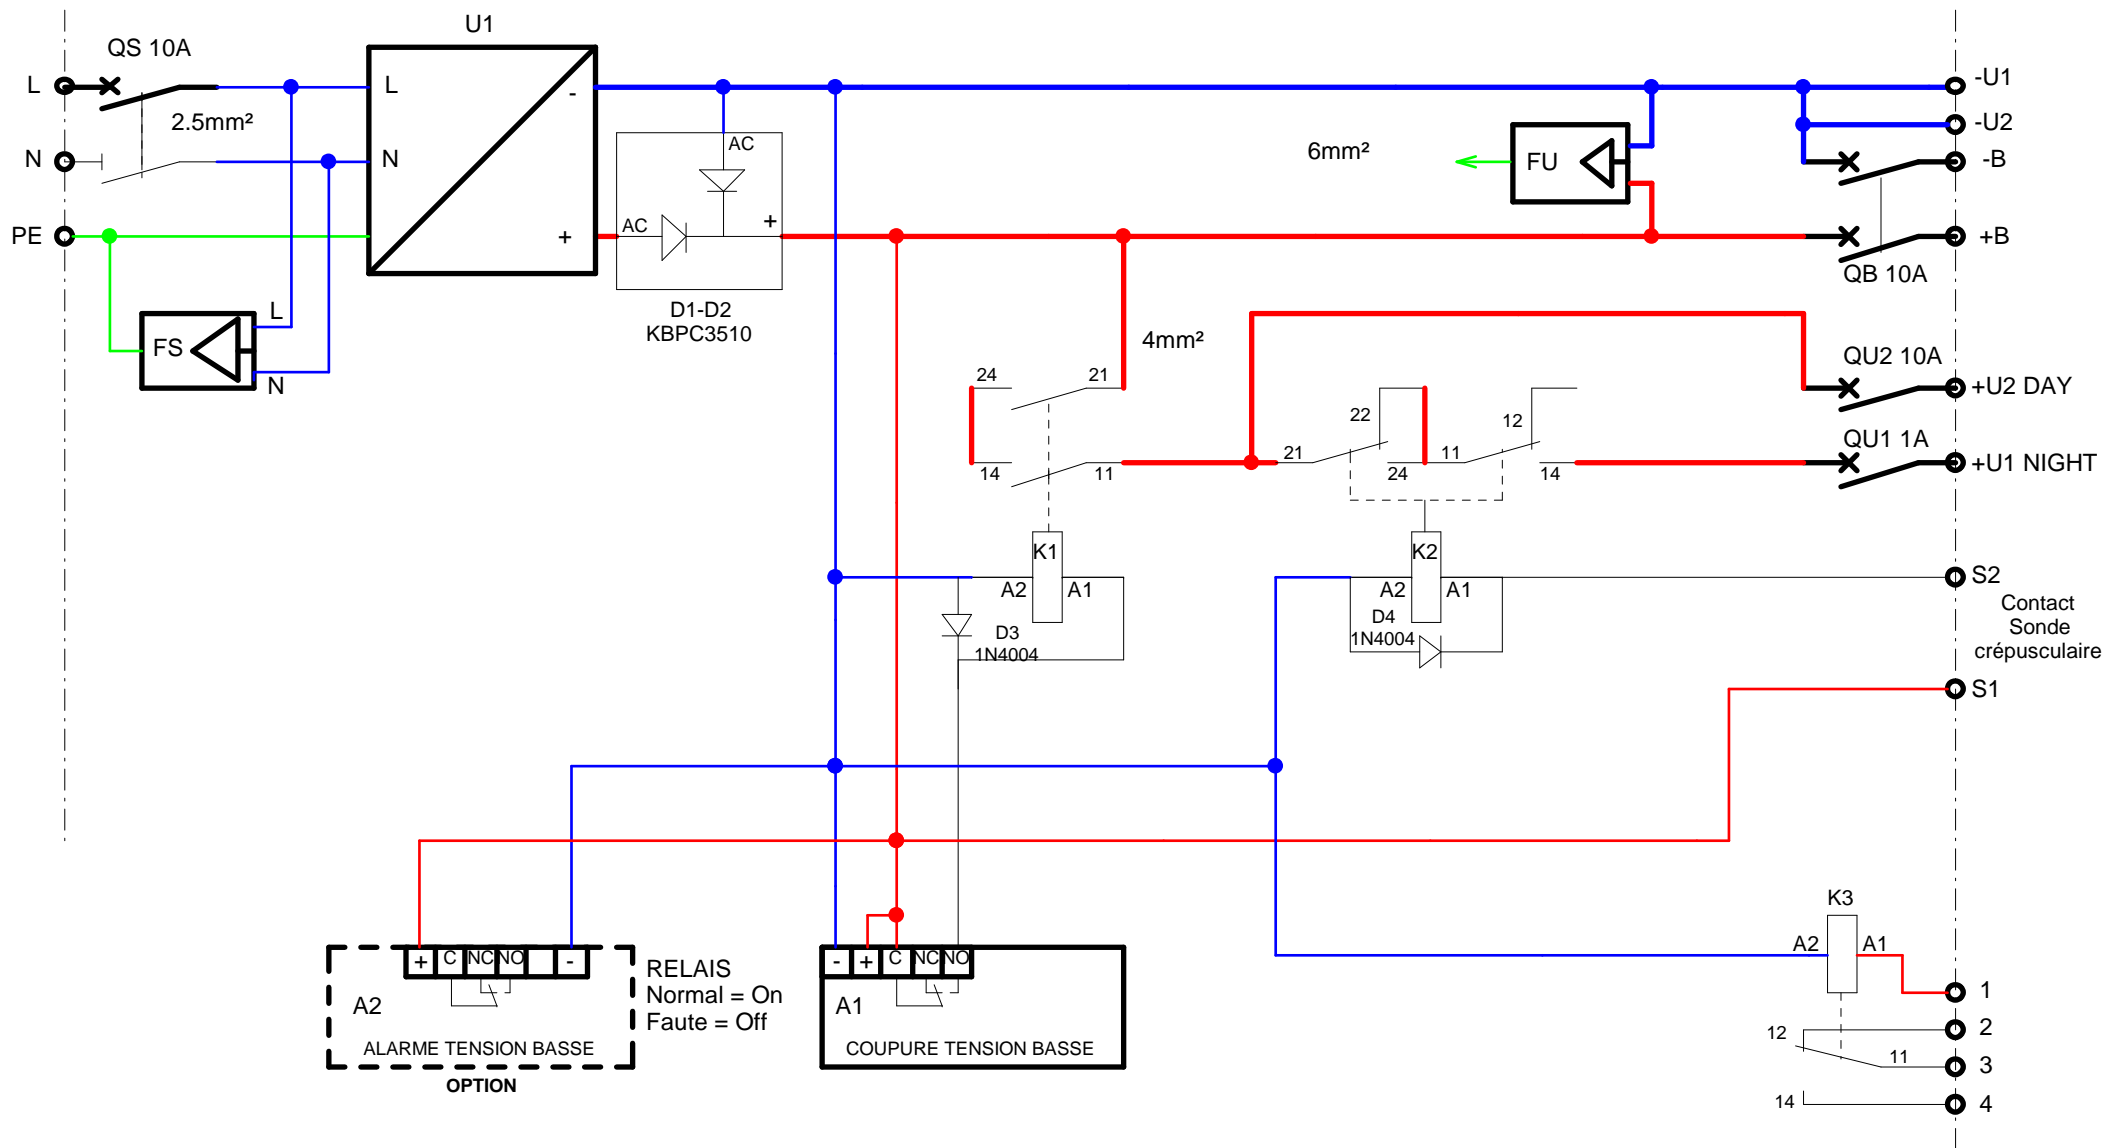 U1
QS 10A
L
L
-
-U1
2.5mm²
-U2
AC
6mm²
FU
N
N
-B
PE
AC
+
+
+B
QB 10A
D1-D2
KBPC3510
L
FS
N
4mm²
QU2 10A
24
21
+U2 DAY
22
12
QU1 1A
21
11
+U1 NIGHT
14
11
24
14
K1
K2
A2
A1
A2
A1
S2
D3
1N4004
D4
1N4004
Contact
Sonde
crépusculaire
S1
K3
A2
A1
+
C
NC
NO
-
-
+
C
NC
NO
RELAIS
Normal = On
Faute = Off
A2
A1
ALARME TENSION BASSE
COUPURE TENSION BASSE
OPTION
1
12
2
11
3
14
4